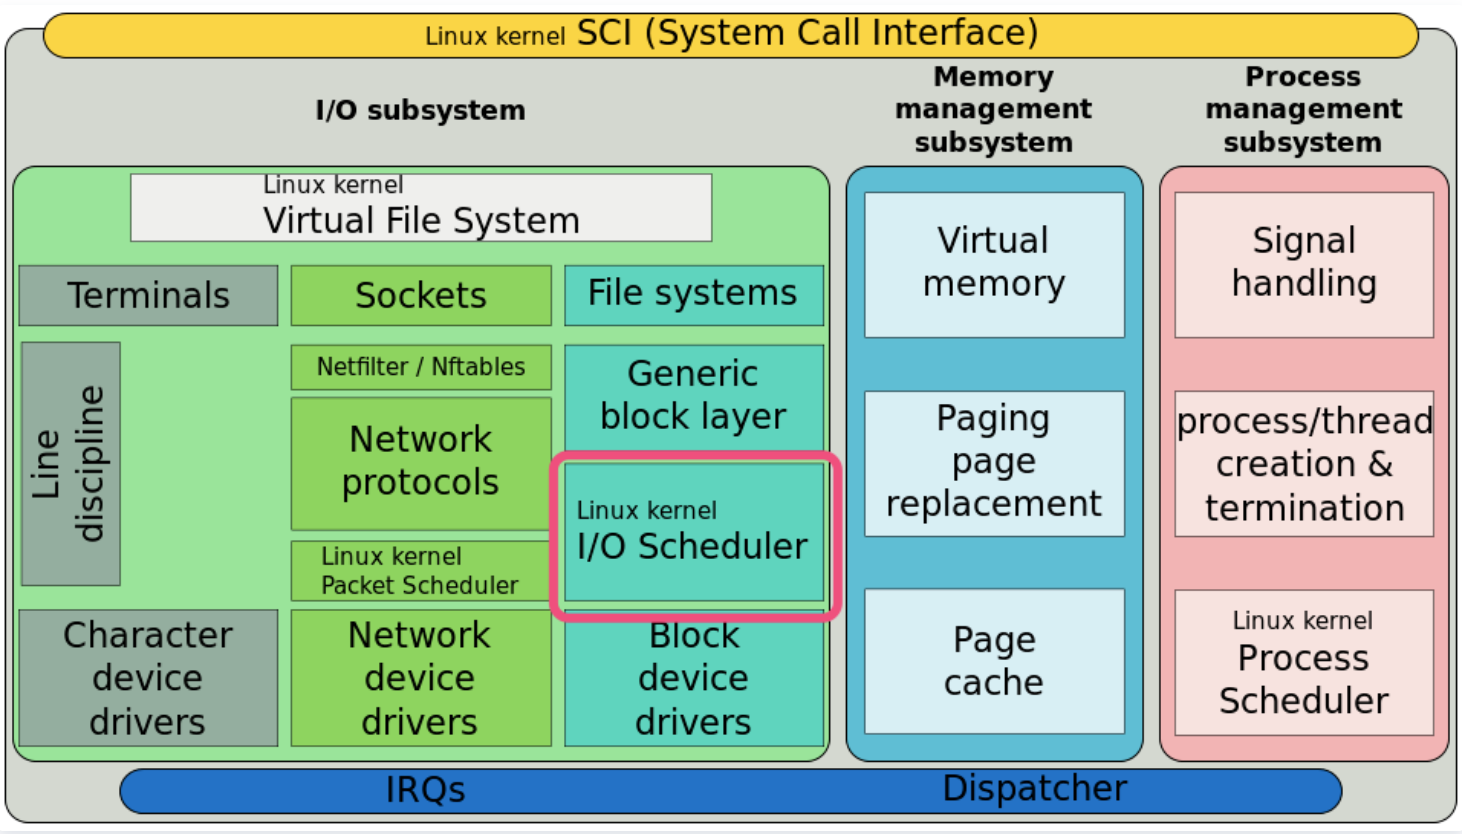 Linux kernel SCI (System Call Interface)
I/O subsystem
Memory
management
subsystem
Process
management
subsystem
Linux kernel
Virtual File System
Terminals
Sockets
File systems
Line
discipline
Netfilter / Nftables
Network
protocols
Linux kernel
Packet Scheduler
Generic
block layer
Linux kernel
I/O Scheduler
Character
device
drivers
Network
device
drivers
Block
device
drivers
Virtual
memory
Paging
page
replacement
Page
cache
Signal
handling
process/thread
creation &
termination
Linux kernel
Process
Scheduler
IRQs
Dispatcher